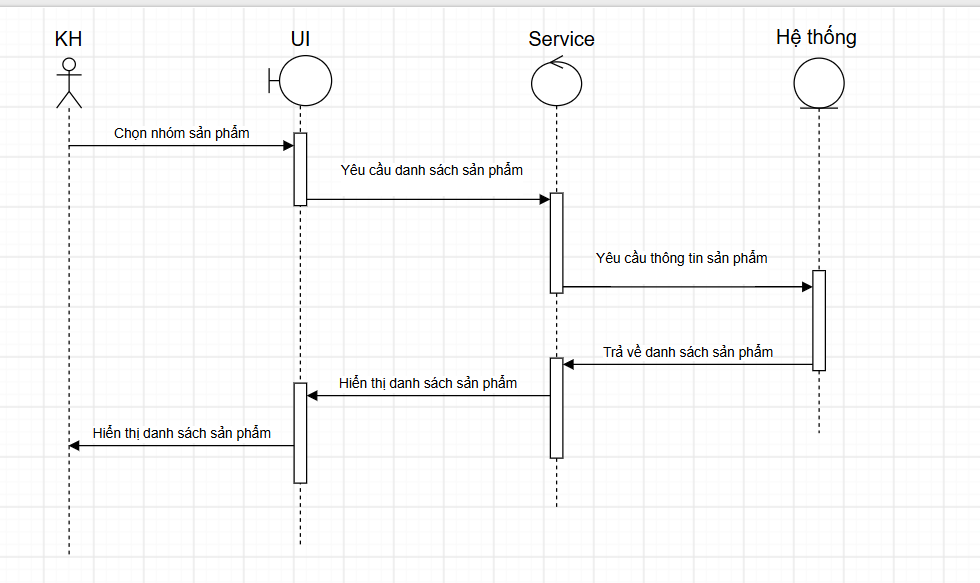 KH
UI
Service
Hệ thống
Chọn nhóm sản phẩm
Yêu cầu danh sách sản phẩm
Yêu cầu thông tin sản phẩm
Trả về danh sách sản phẩm
Hiển thị danh sách sản phẩm
Hiển thị danh sách sản phẩm